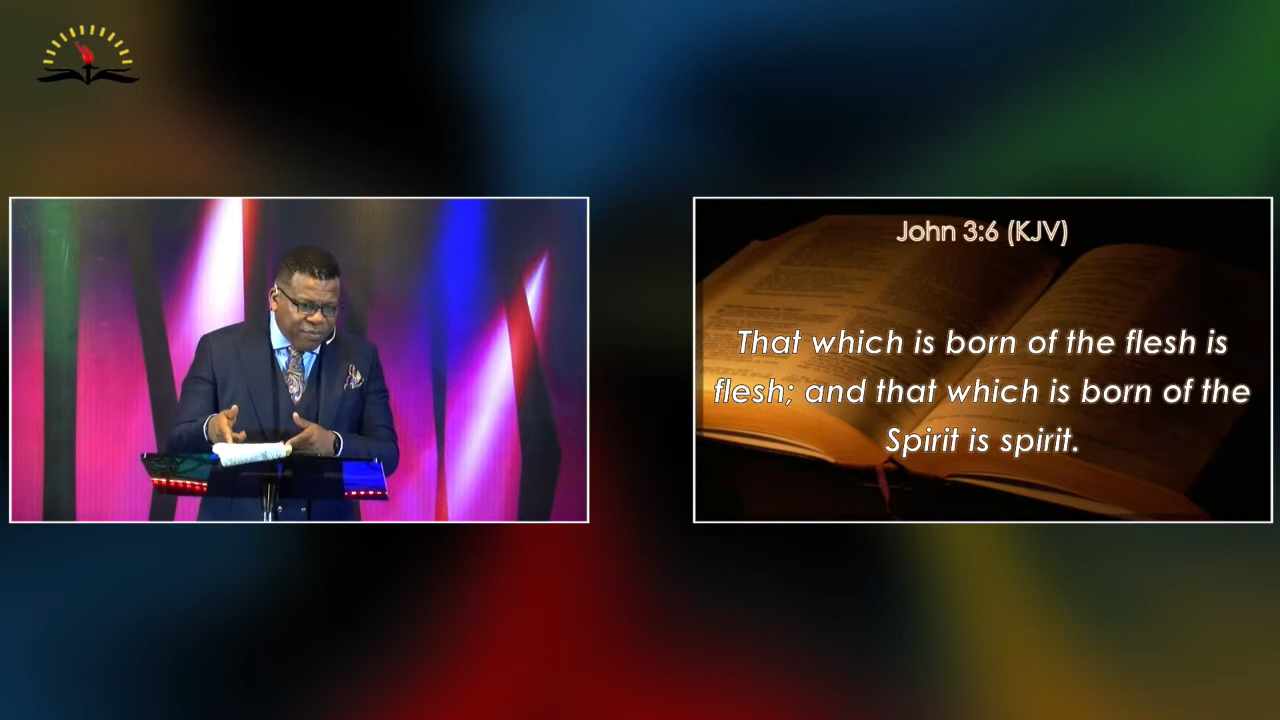 John 3:6 (KJV)
That which is born of the flesh is
flesh; and that which is born of the
Spirit is spirit.